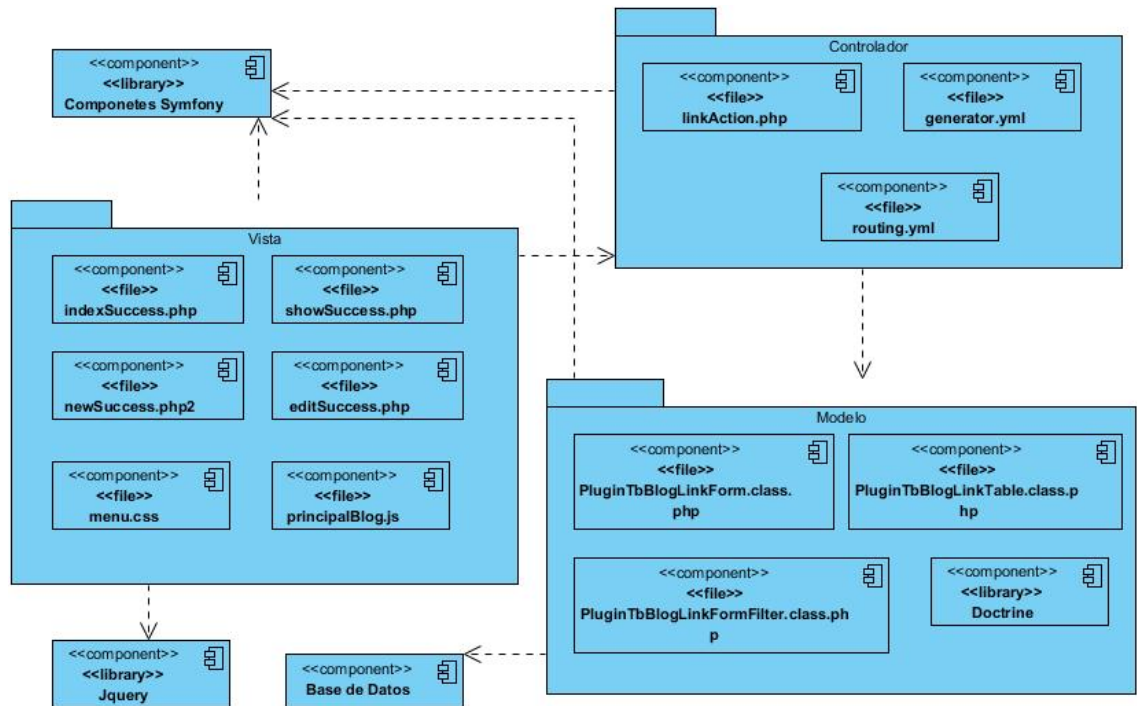 <<component>>
<<library>>
Componetes Symfony
Controlador
<<component>>
<<file>>
linkAction.php
<<component>>
<<file>>
generator.yml
<<component>>
<<file>>
routing.yml
Vista
<<component>>
<<file>>
indexSuccess.php
<<component>>
<<file>>
showSuccess.php
<<component>>
<<file>>
newSuccess.php2
<<component>>
<<file>>
editSuccess.php
<<component>>
<<file>>
menu.css
<<component>>
<<file>>
principalBlog.js
Modelo
<<component>>
<<file>>
PluginTbBlogLinkForm.class.
php
<<component>>
<<file>>
PluginTbBlogLinkTable.class.p
hp
<<component>>
<<file>>
PluginTbBlogLinkFormFilter.class.ph
p
<<component>>
<<library>>
Doctrine
<<component>>
<<library>>
Jquery
<<component>>
Base de Datos